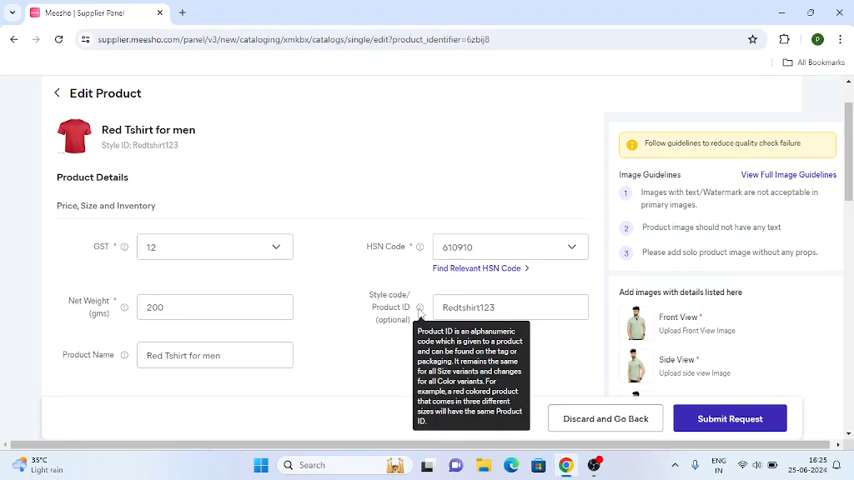 Meesho | Supplier Panel
supplier.meesho.com/panel/v3/new/cataloging/xmkbx/catalogs/single/edit?product_identifier=6zbij8
P
All Bookmarks
Edit Product
Red Tshirt for men
Style ID: Redtshirt123
Product Details
Price, Size and Inventory
GST *
12
HSN Code *
610910
Find Relevant HSN Code
Net Weight *
(gms)
200
Style code/
Product ID
(optional)
Redtshirt123
Product ID is an alphanumeric
code which is given to a product
and can be found on the tag or
packaging. It remains the same
for all Size variants and changes
for all Color variants. For
example, a red colored product
that comes in three different
sizes will have the same Product
ID.
Product Name
Red Tshirt for men
Follow guidelines to reduce quality check failure
Image Guidelines
View Full Image Guidelines
1 Images with text/Watermark are not acceptable in
primary images.
2 Product image should not have any text
3 Please add solo product image without any props.
Add images with details listed here
Front View *
Upload Front View Image
Side View *
Upload side view Image
Discard and Go Back
Submit Request
35°C
Light rain
Search
ENG
IN
16:25
25-06-2024